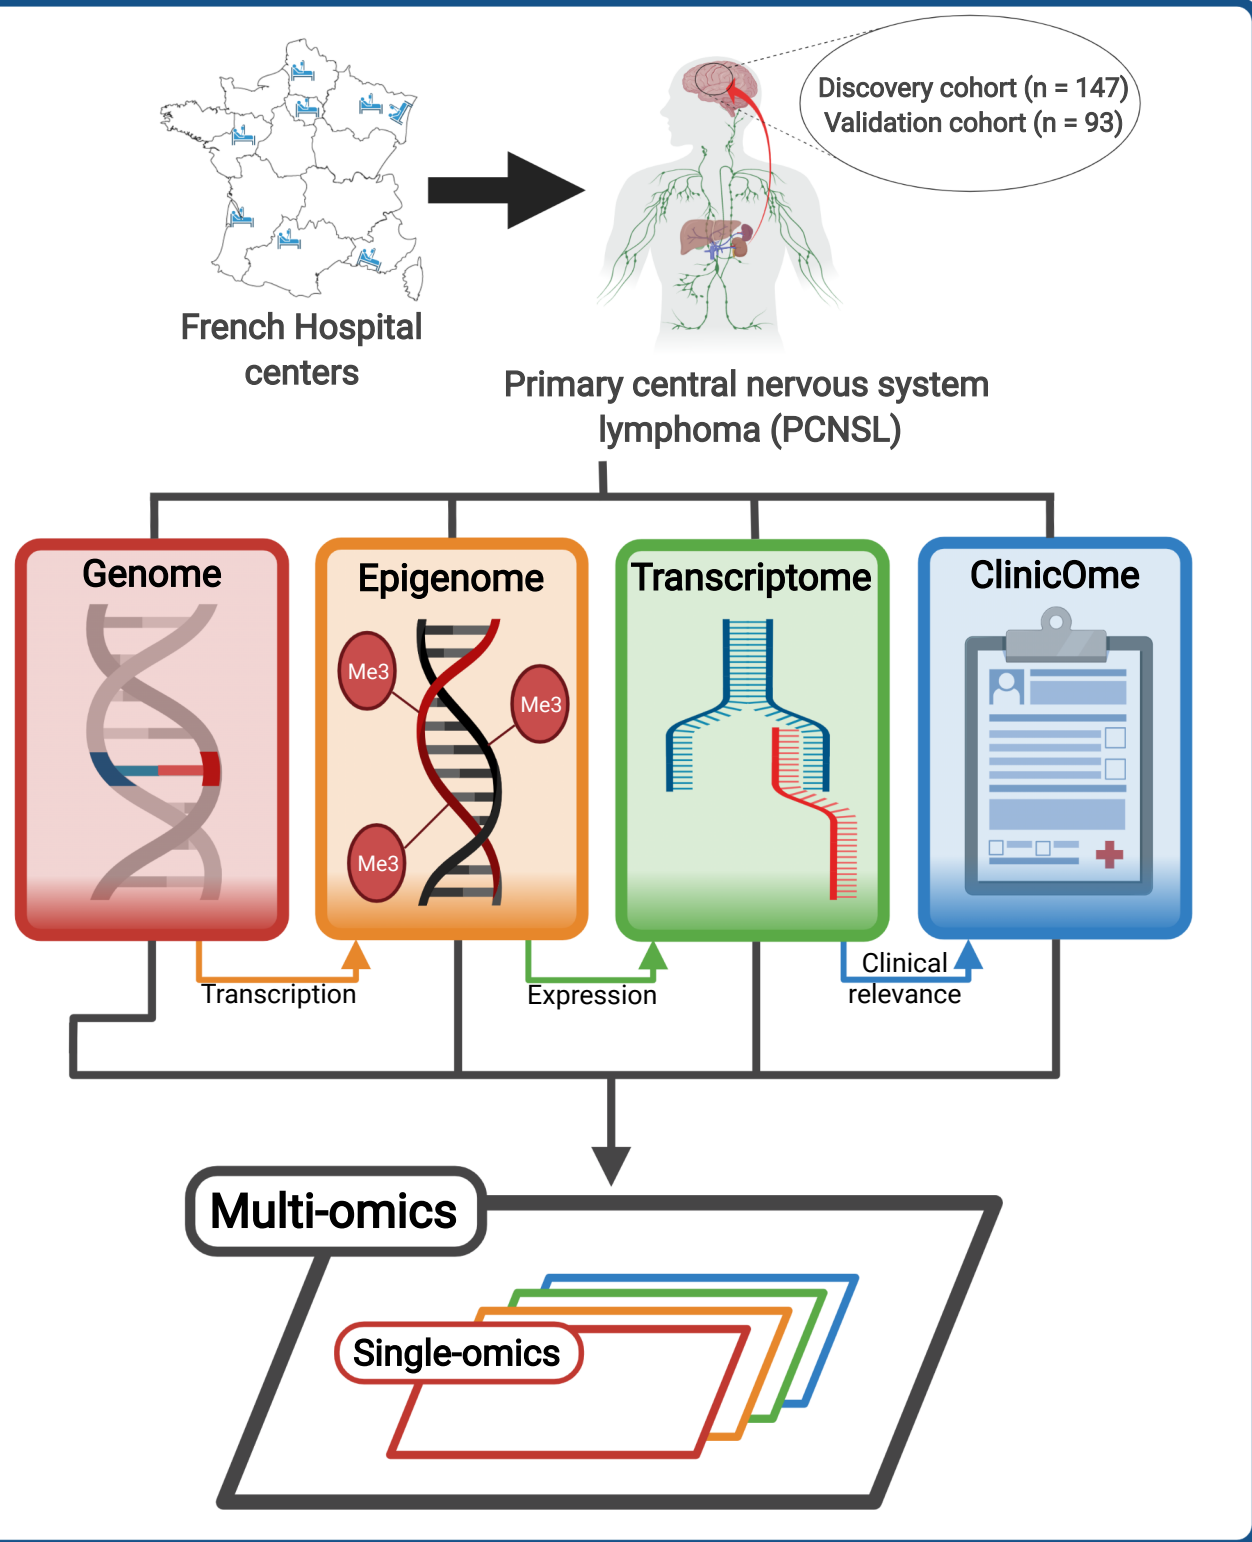 Discovery cohort (n = 147)
Validation cohort (n = 93)
French Hospital
centers
Primary central nervous system
lymphoma (PCNSL)
Genome
Epigenome
Transcriptome
ClinicOme
Me3
Me3
Me3
Transcription
Expression
Clinical
relevance
Multi-omics
Single-omics